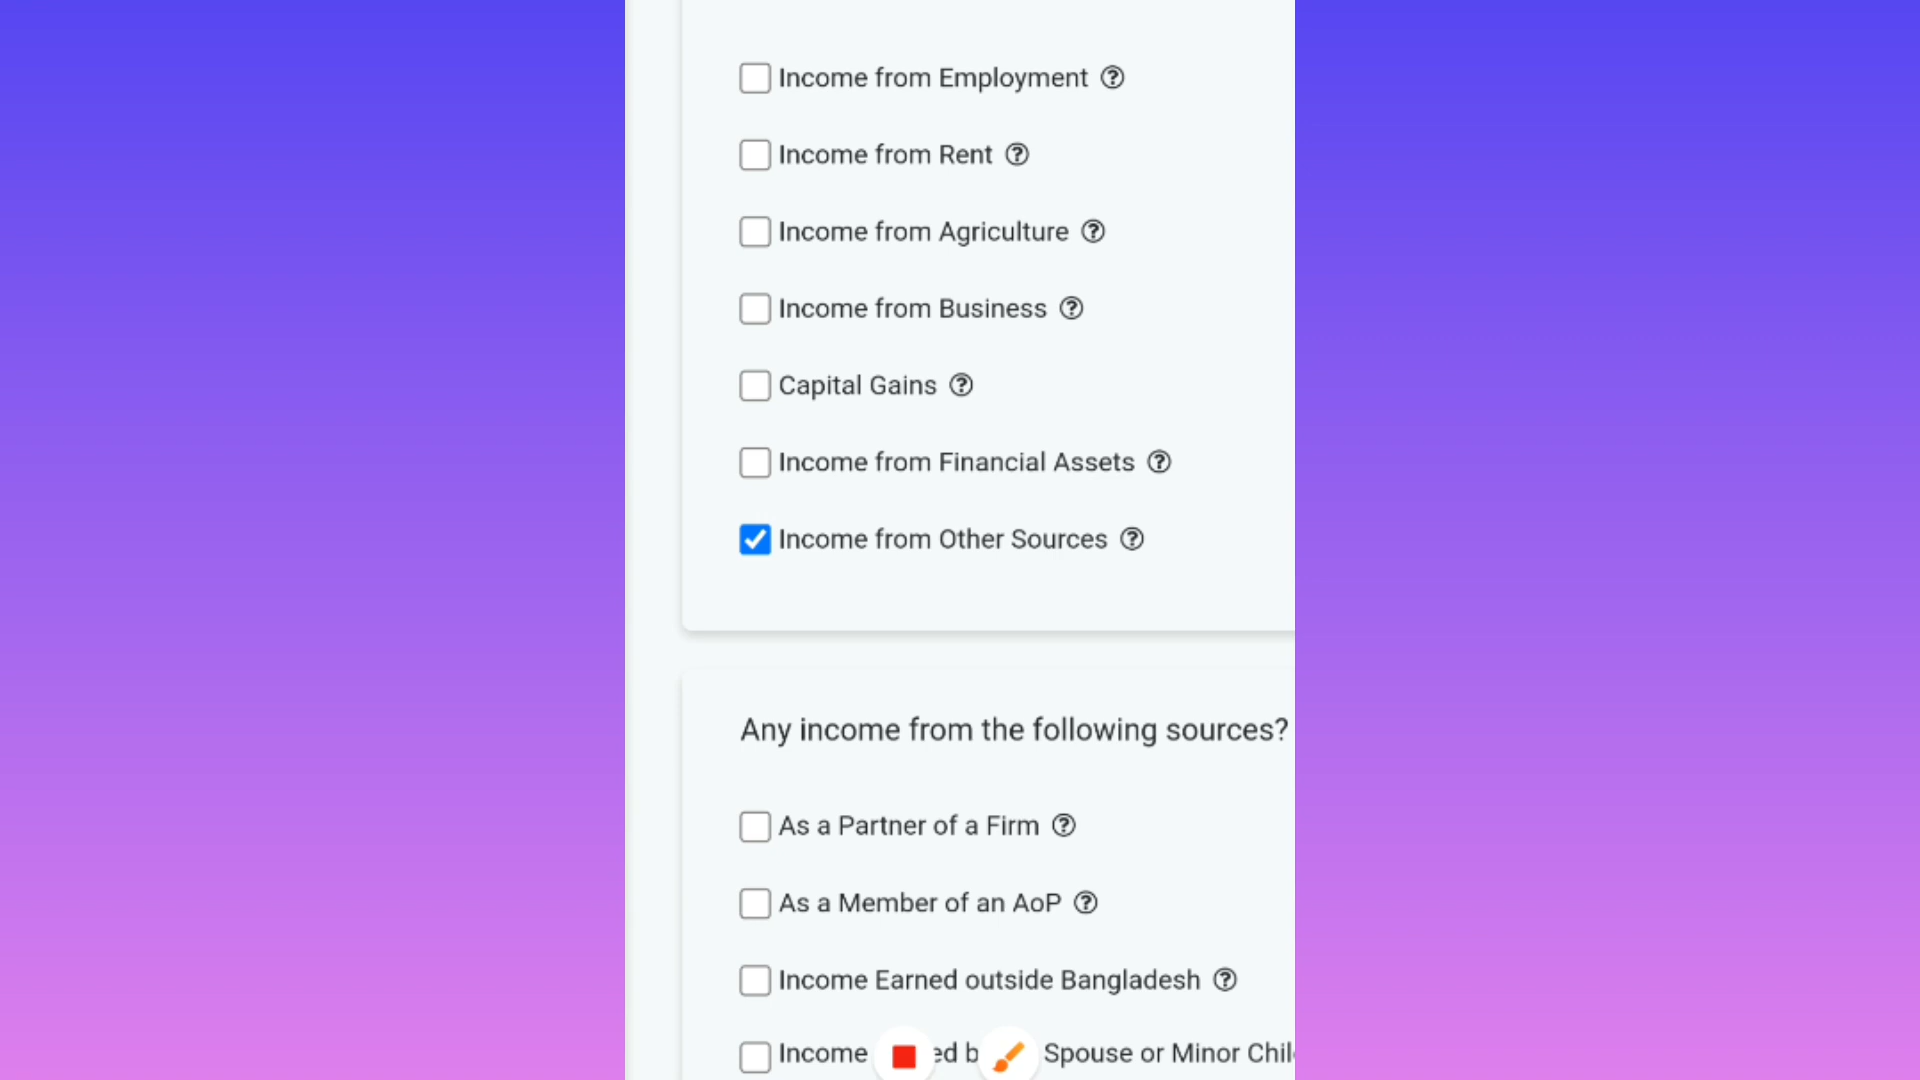 Income from Employment
Income from Rent
Income from Agriculture
Income from Business
Capital Gains
Income from Financial Assets
Income from Other Sources
Any income from the following sources?
As a Partner of a Firm
As a Member of an AoP
Income Earned outside Bangladesh
Income Spouse or Minor